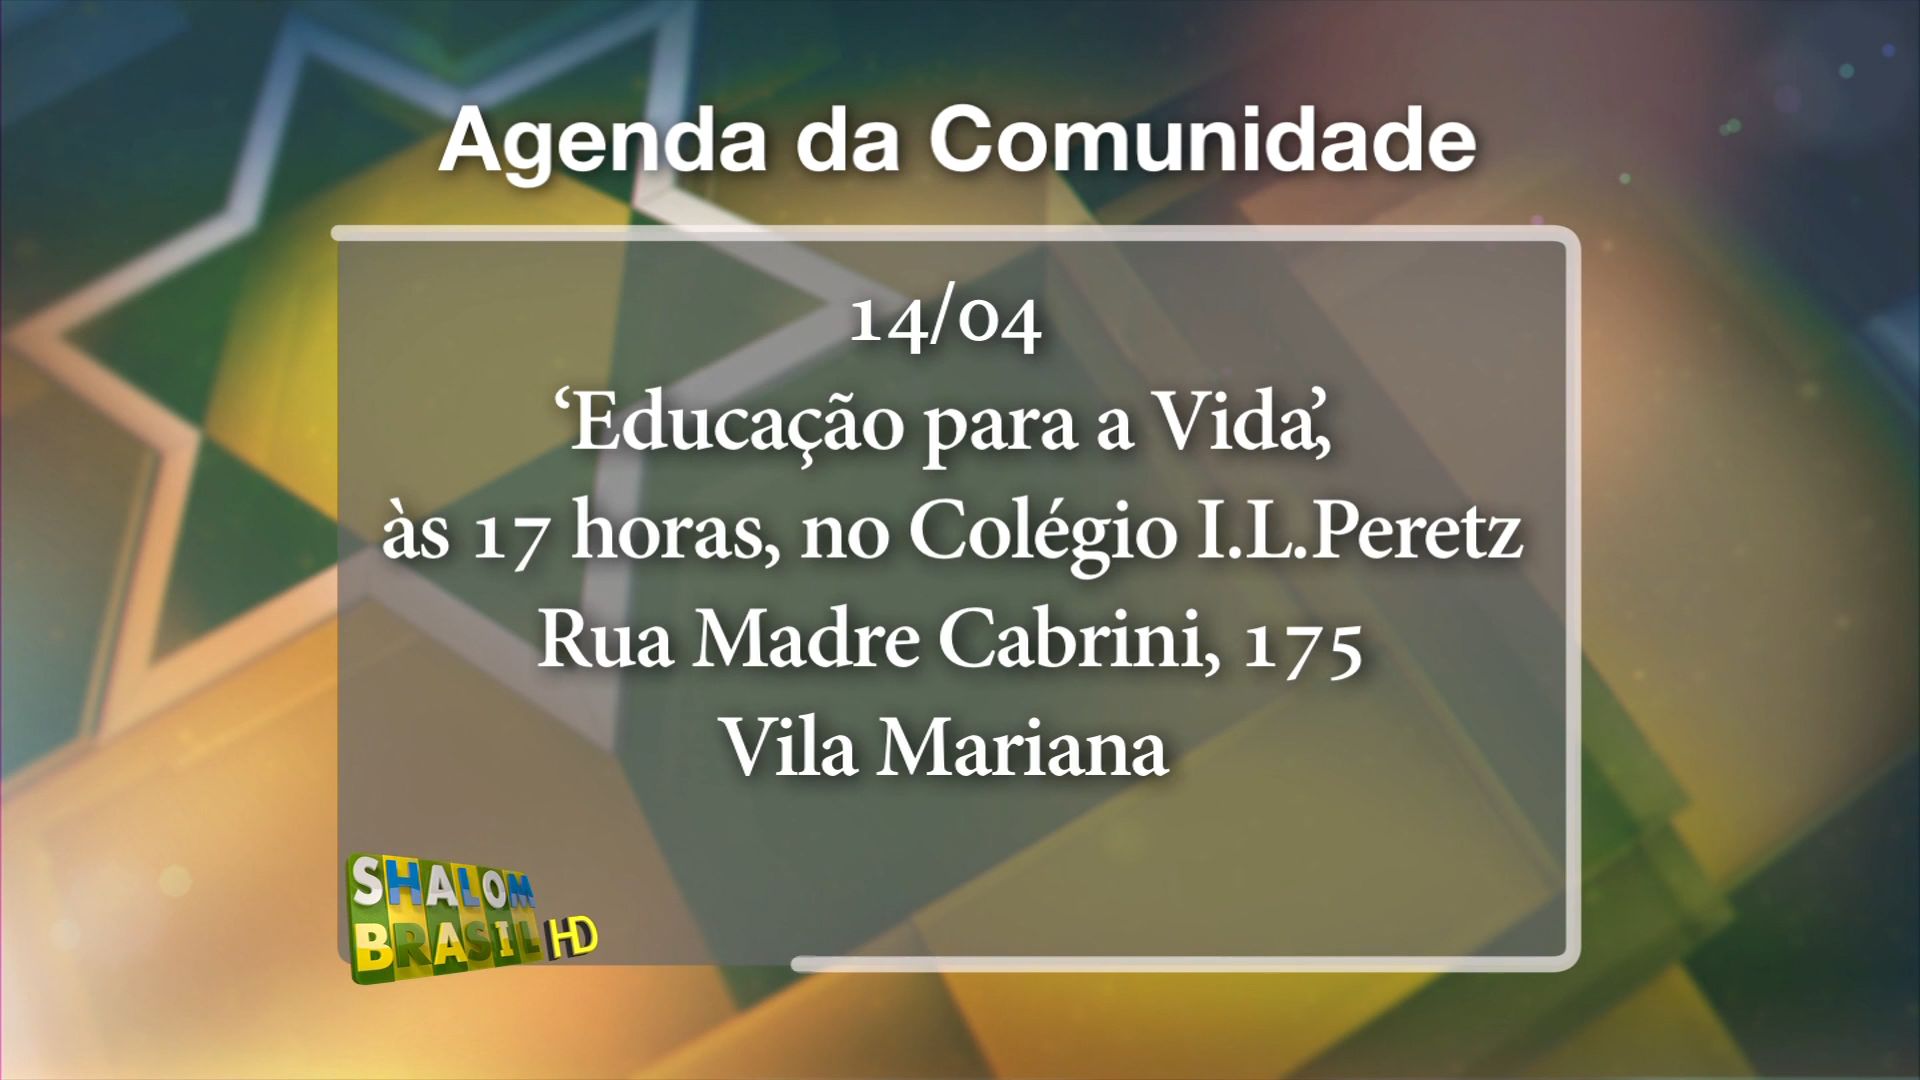 Agenda da Comunidade
14/04
‘Educação para a Vida’,
às 17 horas, no Colégio I.L.Peretz
Rua Madre Cabrini, 175
Vila Mariana
SHALOM
BRASIL HD